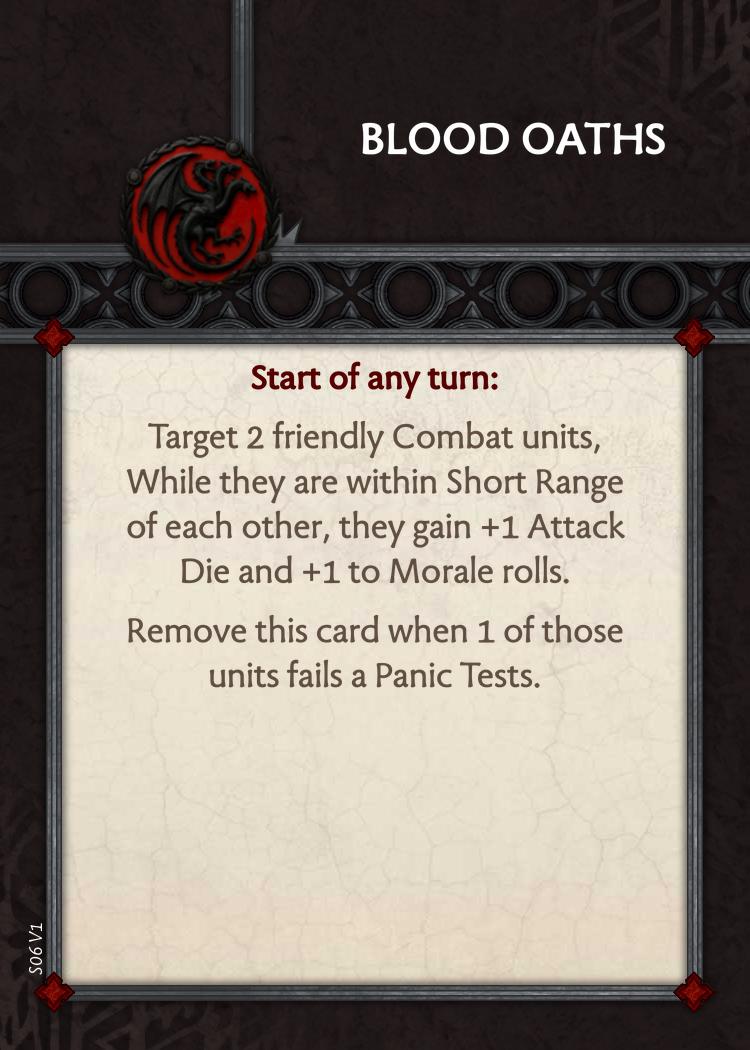 BLOOD OATHS
Start of any turn:
Target 2 friendly Combat units,
While they are within Short Range
of each other, they gain +1 Attack
Die and +1 to Morale rolls.
Remove this card when 1 of those
units fails a Panic Tests.
S06 V1